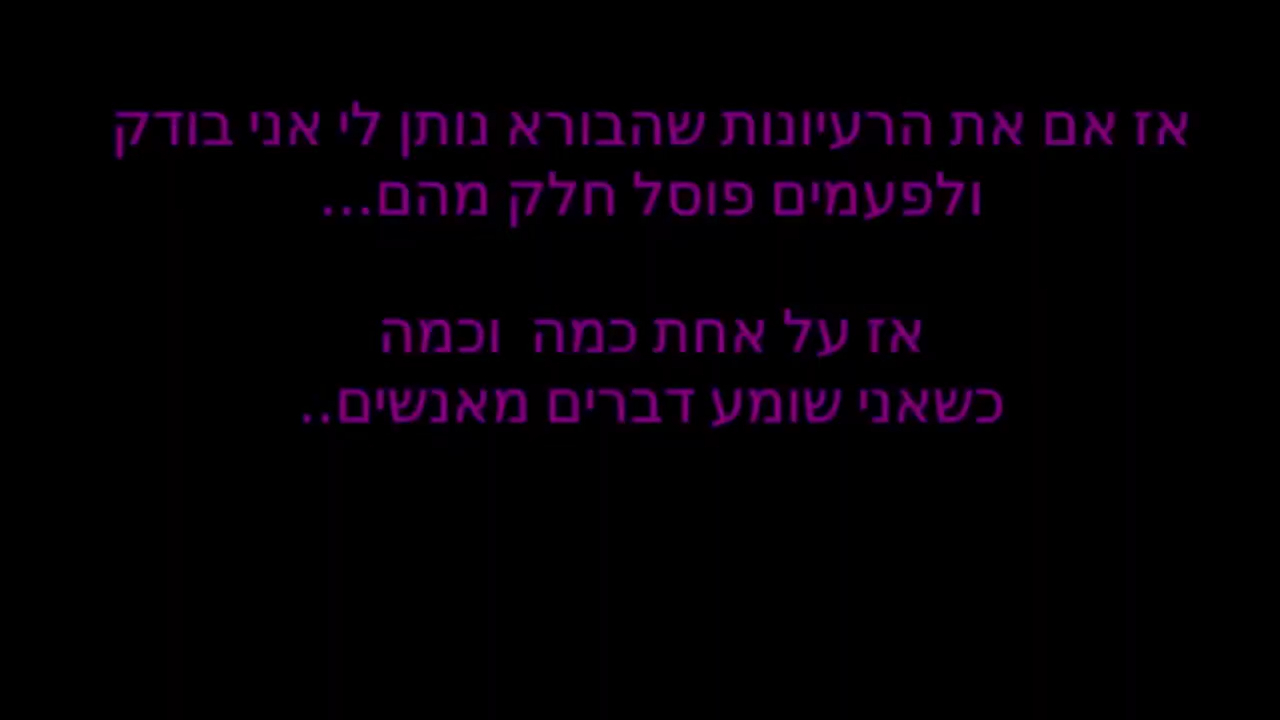 אז אם את הרעיונות שהבורא נותן לי אני בודק
ולפעמים פוסל חלק מהם...
אז על אחת כמה  וכמה
כשאני שומע דברים מאנשים..